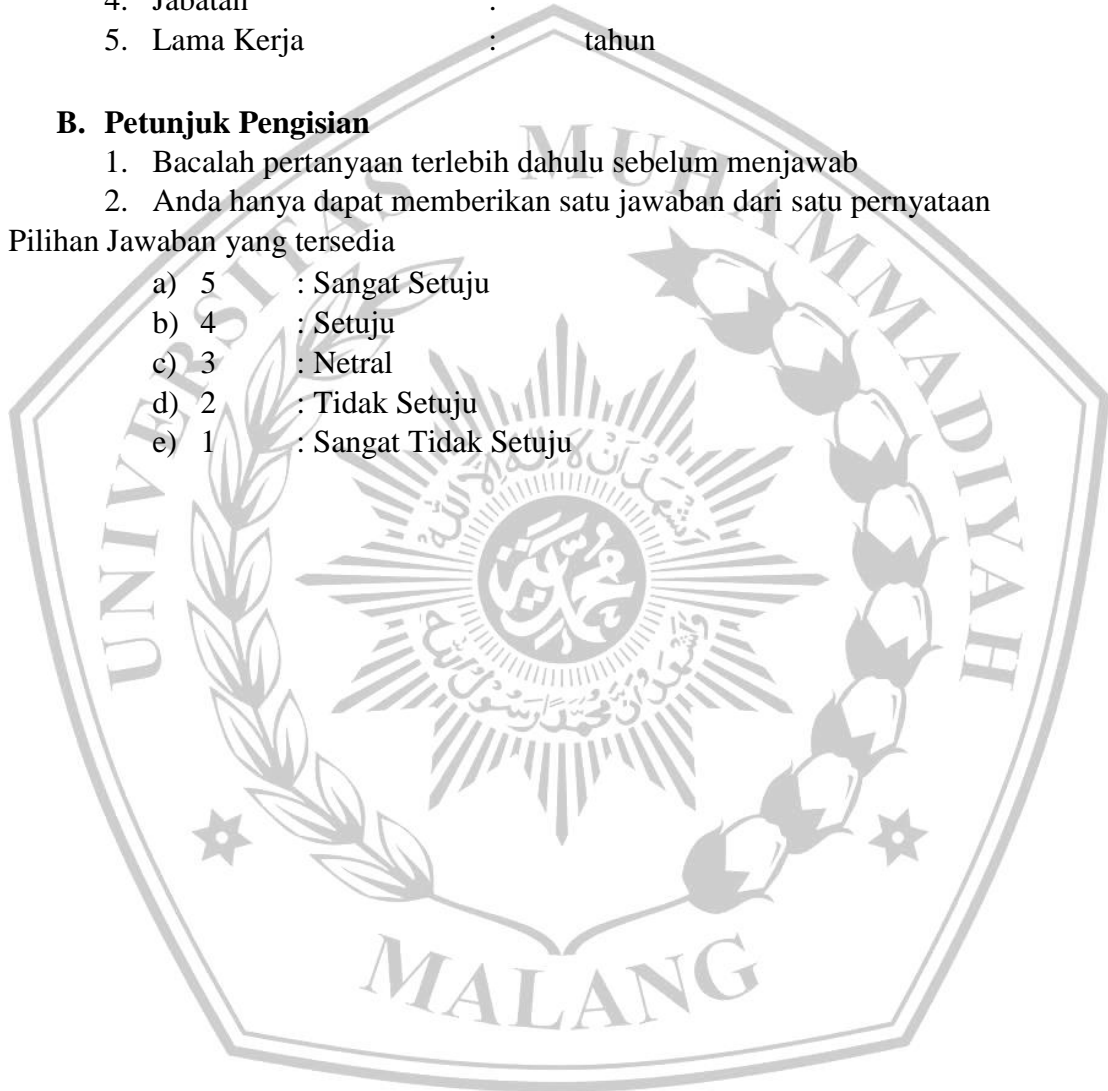 4. Jabatan :
5. Lama Kerja : tahun
B. Petunjuk Pengisian
1. Bacalah pertanyaan terlebih dahulu sebelum menjawab
2. Anda hanya dapat memberikan satu jawaban dari satu pernyataan
Pilihan Jawaban yang tersedia
a) 5 : Sangat Setuju
b) 4 : Setuju
c) 3 : Netral
d) 2 : Tidak Setuju
e) 1 : Sangat Tidak Setuju
UNIVERSITAS MUHAMMADIYAH
MALANG